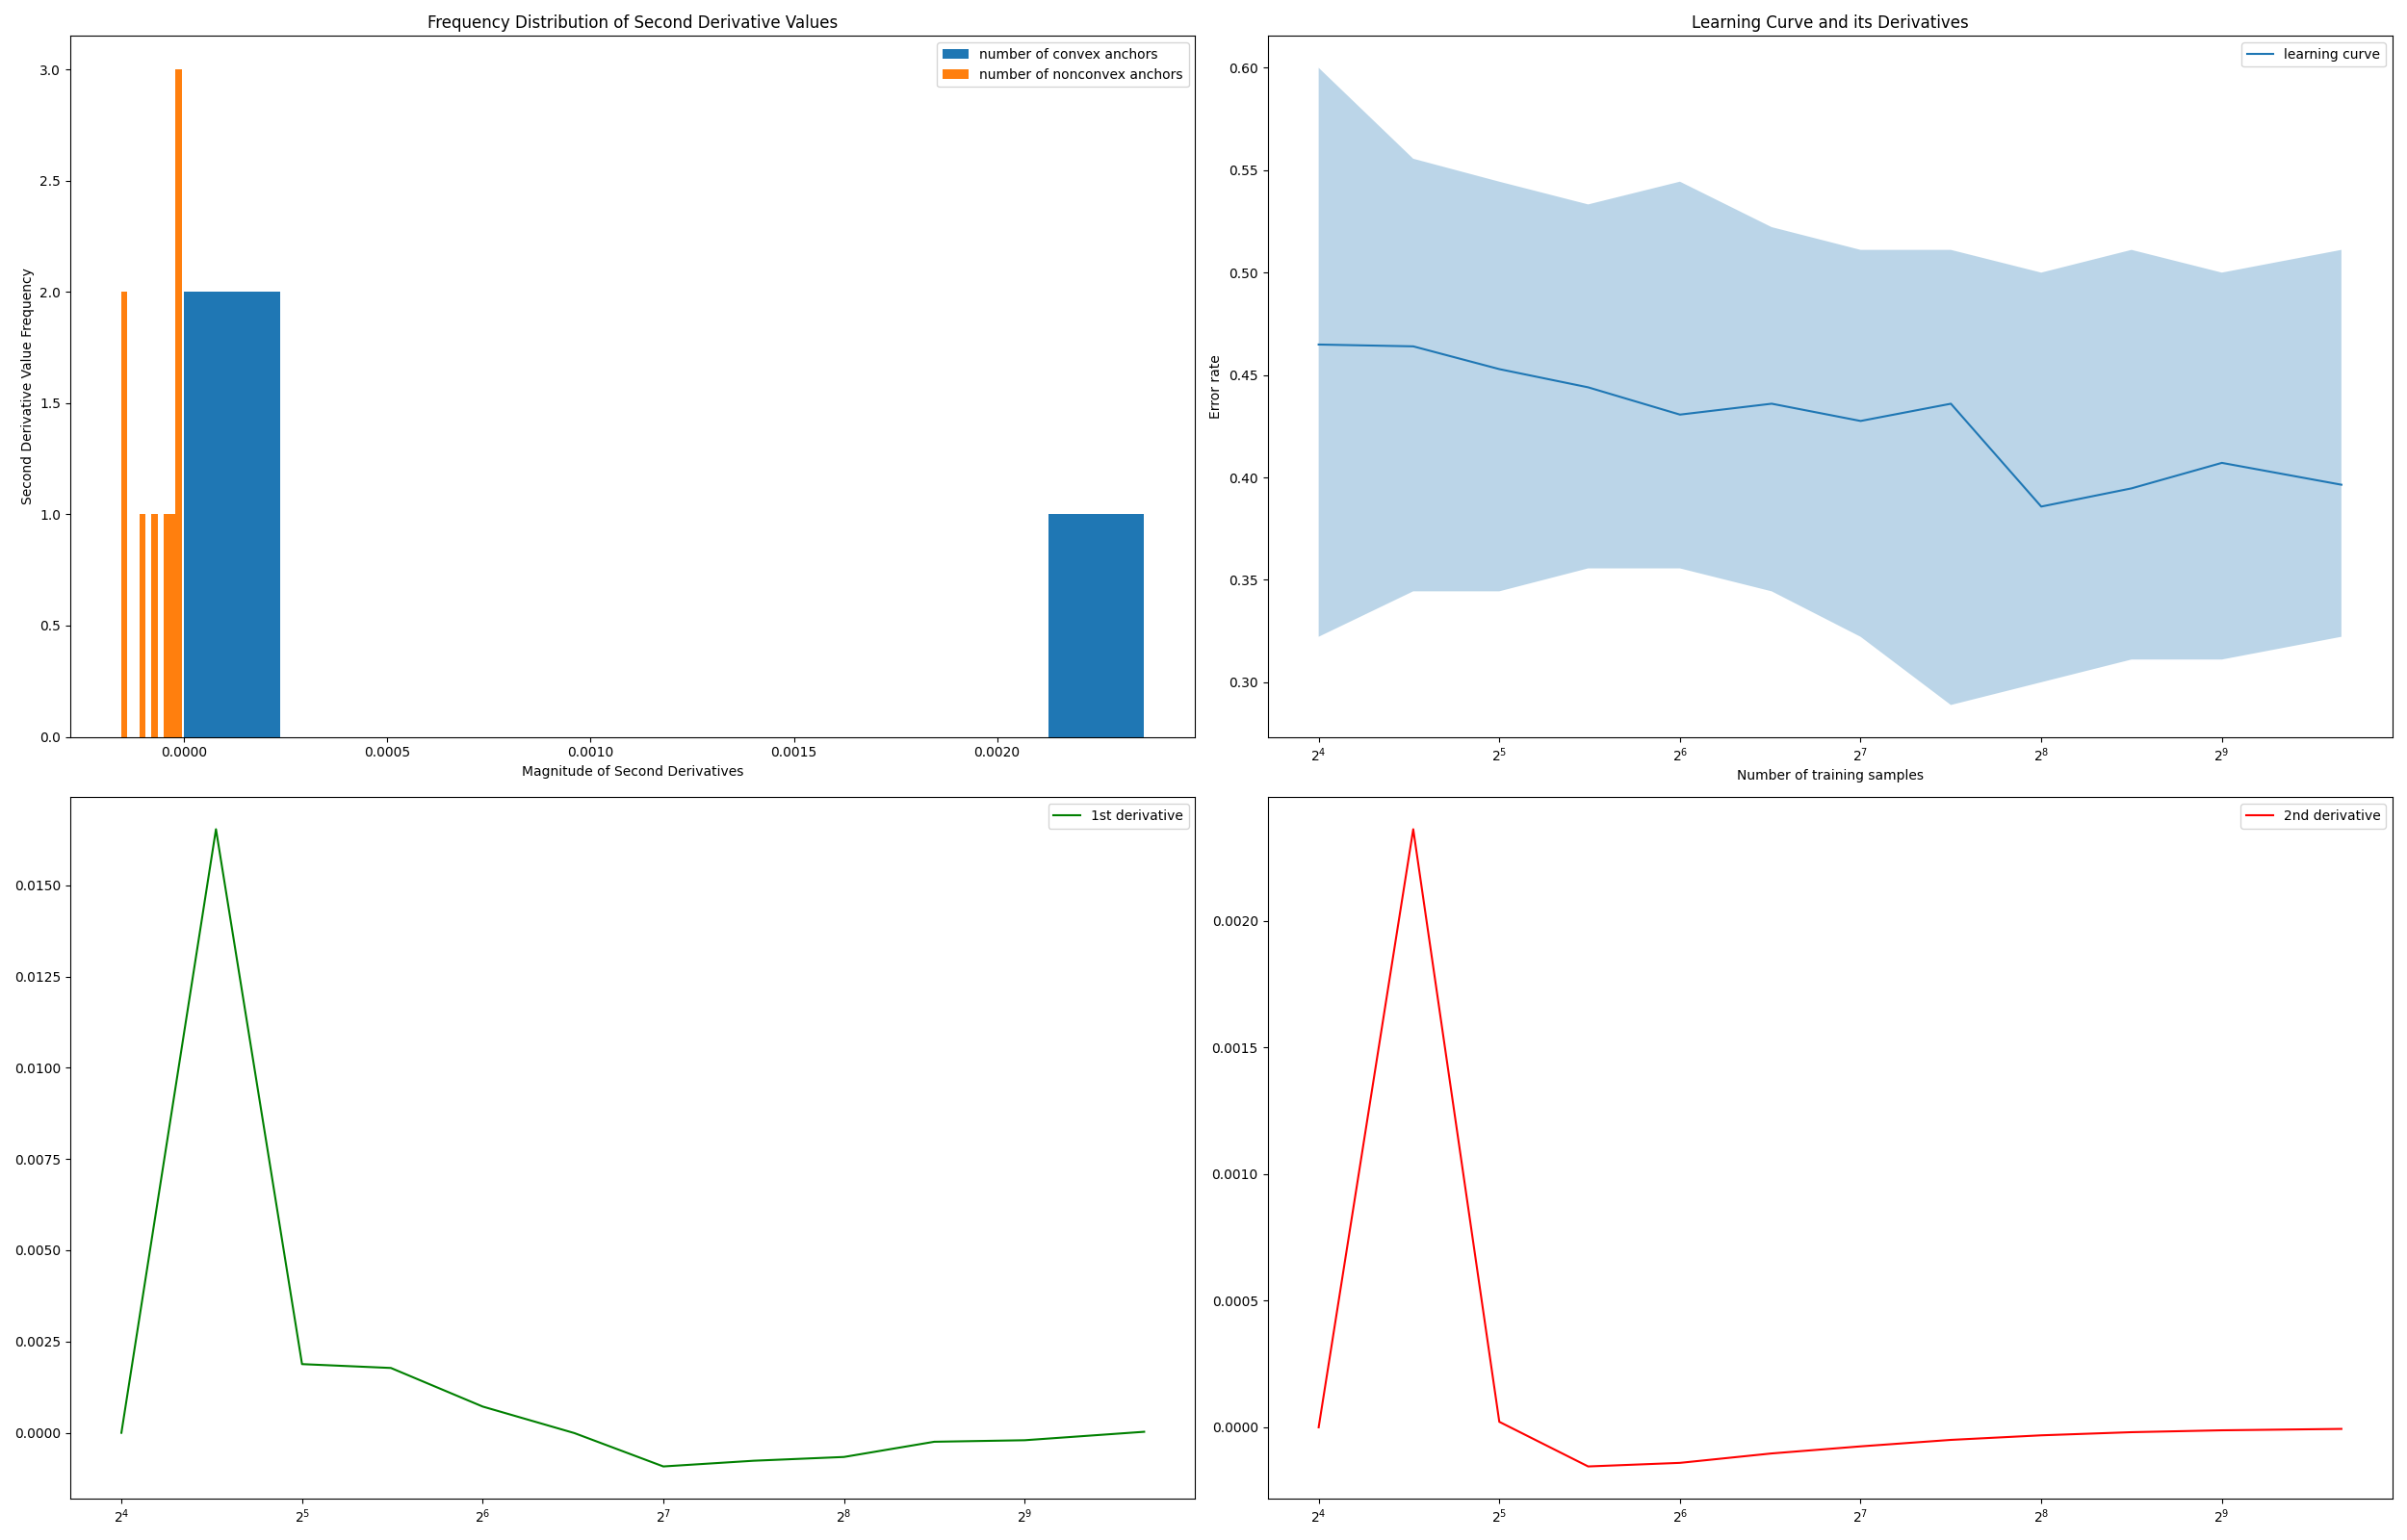 Frequency Distribution of Second Derivative Values
number of convex anchors
number of nonconvex anchors
Second Derivative Value Frequency
3.0
2.5
2.0
1.5
1.0
0.5
0.0
0.0000 0.0005 0.0010 0.0015 0.0020
Magnitude of Second Derivatives
Learning Curve and its Derivatives
learning curve
Error rate
0.60
0.55
0.50
0.45
0.40
0.35
0.30
2⁴ 2⁵ 2⁶ 2⁷ 2⁸ 2⁹
Number of training samples
1st derivative
0.0150
0.0125
0.0100
0.0075
0.0050
0.0025
0.0000
2⁴ 2⁵ 2⁶ 2⁷ 2⁸ 2⁹
2nd derivative
0.0020
0.0015
0.0010
0.0005
0.0000
2⁴ 2⁵ 2⁶ 2⁷ 2⁸ 2⁹